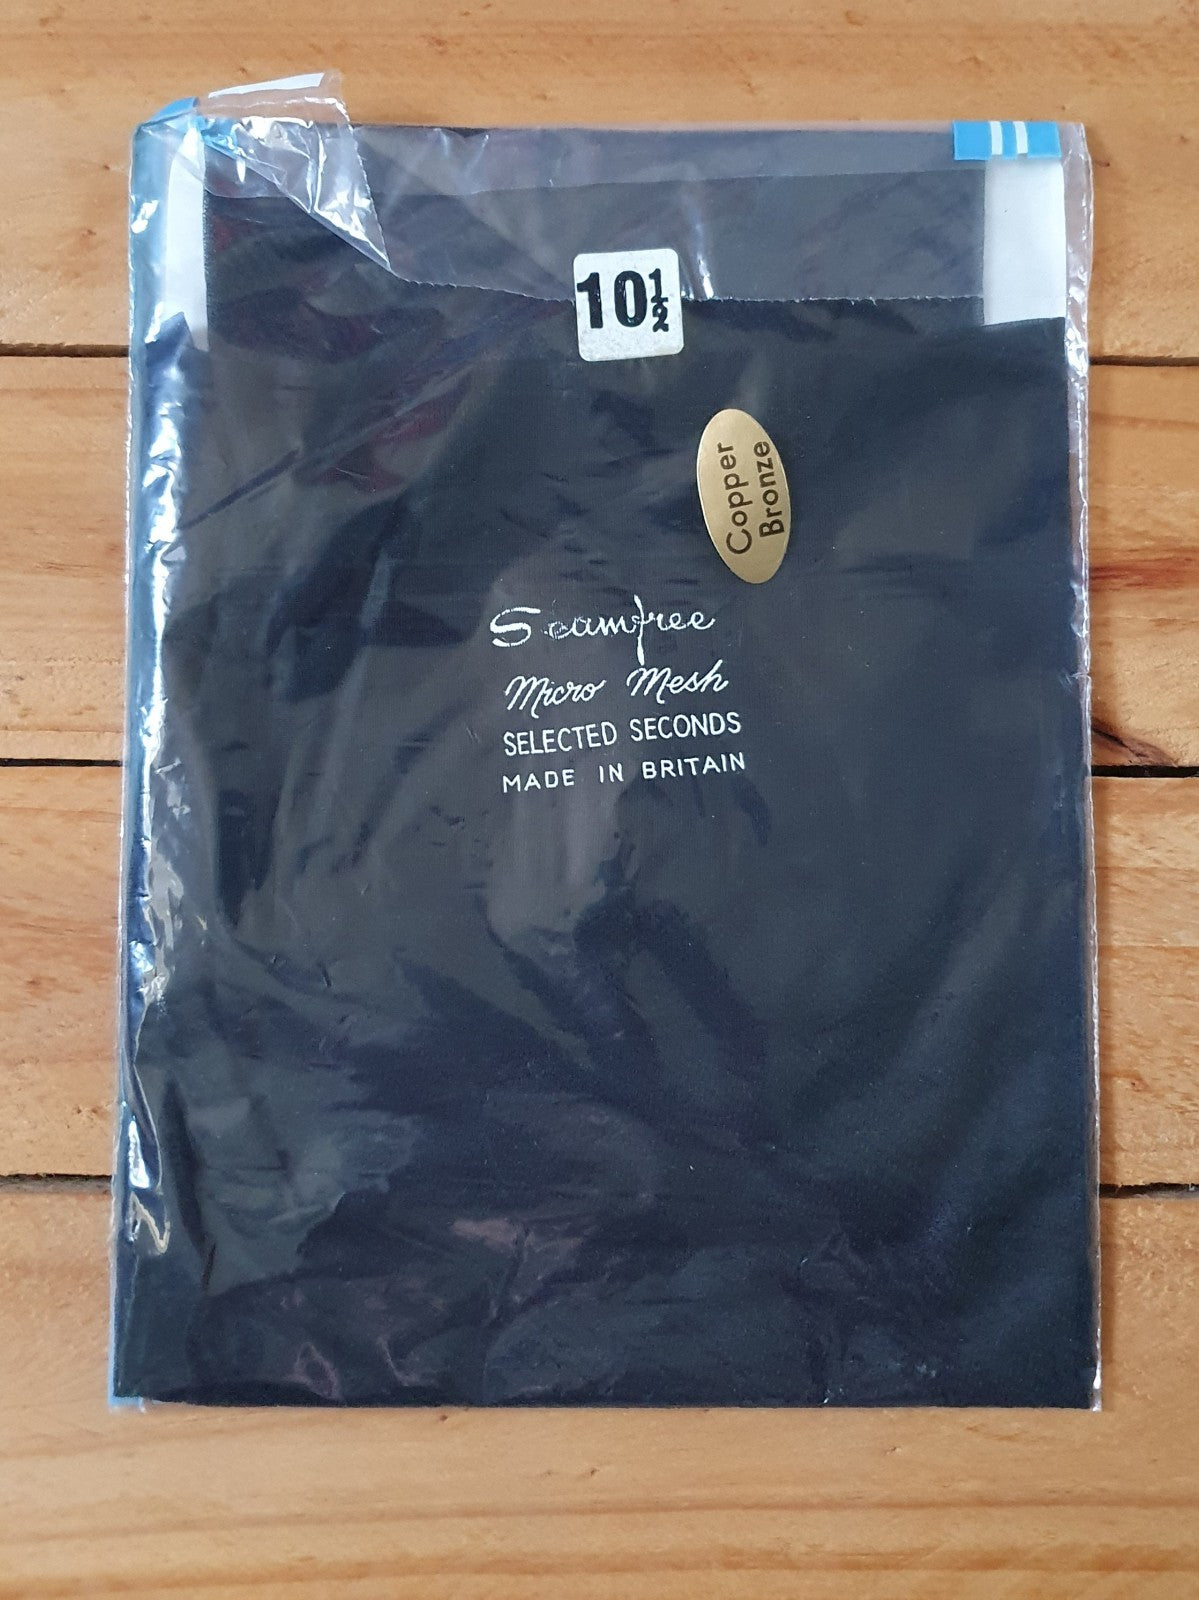 10½
Copper
Bronze
Seamfree
Micro Mesh
SELECTED SECONDS
MADE IN BRITAIN